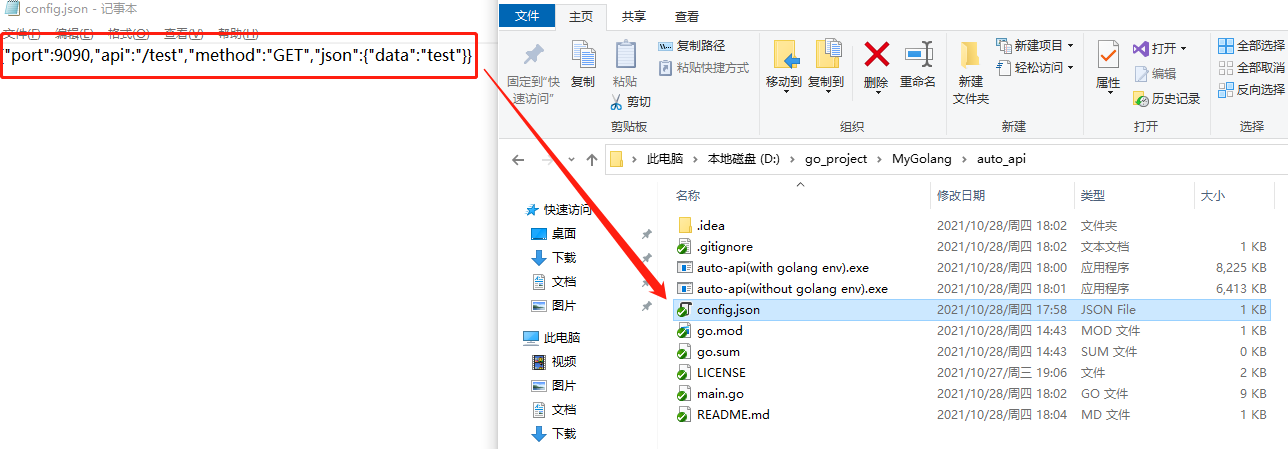 config.json - 记事本
文件(F) 编辑(E) 格式(O) 查看(V) 帮助(H)
{"port":9090,"api":"/test","method":"GET","json":{"data":"test"}}
文件 主页 共享 查看
固定到"快速访问"
复制
粘贴
复制路径
粘贴快捷方式
剪切
剪贴板
移动到 复制到 删除 重命名
组织
新建项目
轻松访问
新建文件夹
新建
属性
打开
编辑
历史记录
打开
全部选择
全部取消
反向选择
选择
此电脑 本地磁盘 (D:) go_project MyGolang auto_api
快速访问
桌面
下载
文档
图片
此电脑
视频
图片
文档
下载
名称 修改日期 类型 大小
.idea 2021/10/28/周四 18:02 文件夹
.gitignore 2021/10/28/周四 18:02 文本文档 1 KB
auto-api(with golang env).exe 2021/10/28/周四 18:00 应用程序 8,225 KB
auto-api(without golang env).exe 2021/10/28/周四 18:01 应用程序 6,413 KB
config.json 2021/10/28/周四 17:58 JSON File 1 KB
go.mod 2021/10/28/周四 14:43 MOD 文件 1 KB
go.sum 2021/10/28/周四 14:43 SUM 文件 0 KB
LICENSE 2021/10/27/周三 19:06 文件 2 KB
main.go 2021/10/28/周四 18:02 GO 文件 9 KB
README.md 2021/10/28/周四 18:04 MD 文件 1 KB